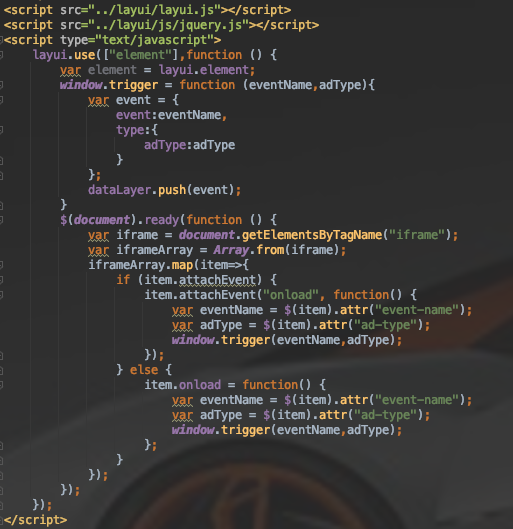 <script src="../layui/layui.js"></script>
<script src="../layui/js/jquery.js"></script>
<script type="text/javascript">
    layui.use(["element"],function () {
        var element = layui.element;
        window.trigger = function (eventName,adType){
            var event = {
                event:eventName,
                type:{
                    adType:adType
                }
            };
            dataLayer.push(event);
        }
        $(document).ready(function () {
            var iframe = document.getElementsByTagName("iframe");
            var iframeArray = Array.from(iframe);
            iframeArray.map(item=>{
                if (item.attachEvent) {
                    item.attachEvent("onload", function() {
                        var eventName = $(item).attr("event-name");
                        var adType = $(item).attr("ad-type");
                        window.trigger(eventName,adType);
                    });
                } else {
                    item.onload = function() {
                        var eventName = $(item).attr("event-name");
                        var adType = $(item).attr("ad-type");
                        window.trigger(eventName,adType);
                    };
                }
            });
        });
    });
</script>